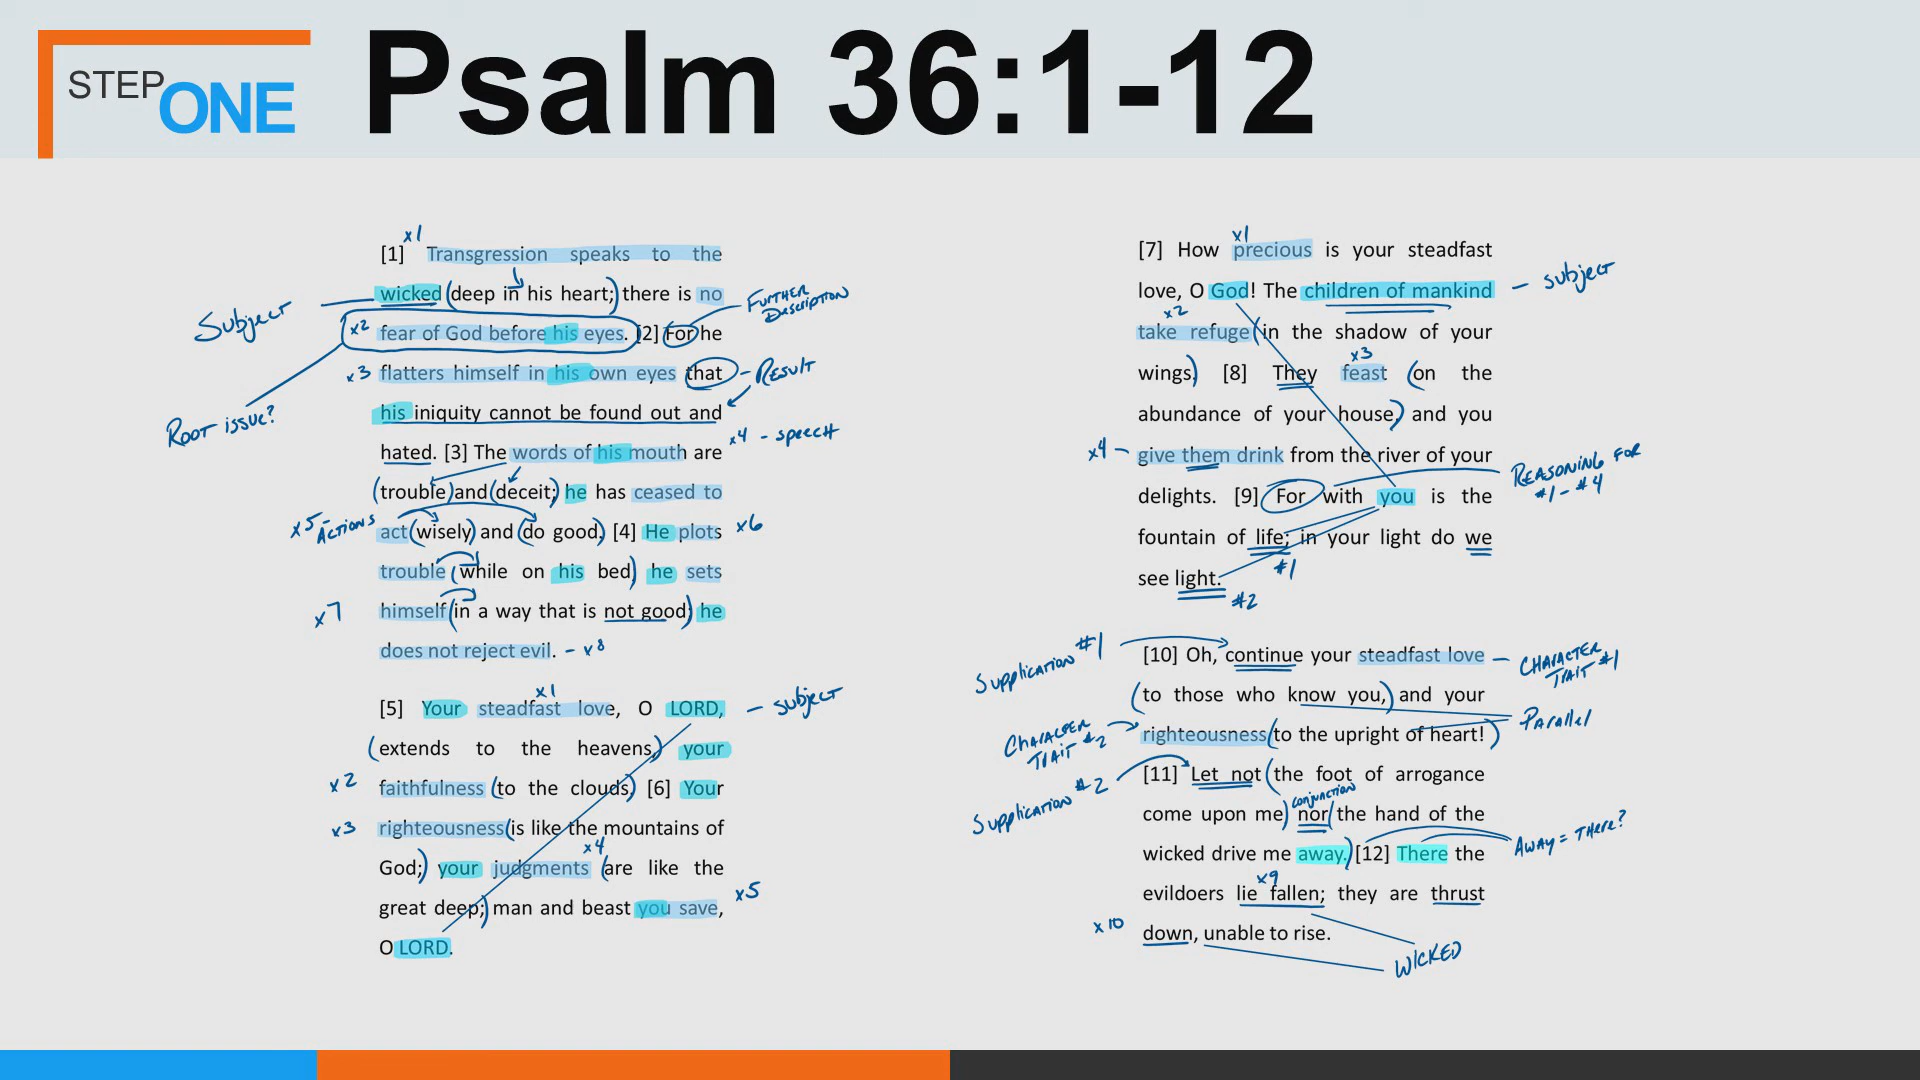 STEP
ONE
Psalm 36:1-12
x1
[1] Transgression speaks to the
wicked (deep in his heart;) there is no
Subject
Further
Description
x2 fear of God before his eyes. [2] For he
x3 flatters himself in his own eyes that
- Result
Root issue?
his iniquity cannot be found out and
hated. [3] The words of his mouth are
x4 - speech
(trouble) and (deceit;) he has ceased to
x5 - Actions
act (wisely) and (do good.) [4] He plots x6
trouble (while on his bed;) he sets
x7 himself (in a way that is not good;) he
does not reject evil. - x8
x1
[5] Your steadfast love, O LORD, - subject
(extends to the heavens,) your
x2 faithfulness (to the clouds.) [6] Your
x3 righteousness (is like the mountains of
x4
God;) your judgments (are like the
great deep;) man and beast you save, x5
O LORD.
x1
[7] How precious is your steadfast
love, O God! The children of mankind - subject
x2
take refuge (in the shadow of your
x3
wings.) [8] They feast (on the
abundance of your house,) and you
x4 - give them drink from the river of your
Reasoning for
#1 - #4
delights. [9] For with you is the
fountain of life; in your light do we
#1
see light.
#2
Supplication #1
[10] Oh, continue your steadfast love - Character
Trait #1
(to those who know you,) and your
Parallel
Character
Trait #2
righteousness (to the upright of heart!)
Supplication #2
[11] Let not (the foot of arrogance
conjunction
come upon me,) nor (the hand of the
wicked drive me away.) [12] There the
Away = There?
x9
evildoers lie fallen; they are thrust
x10 down, unable to rise.
Wicked